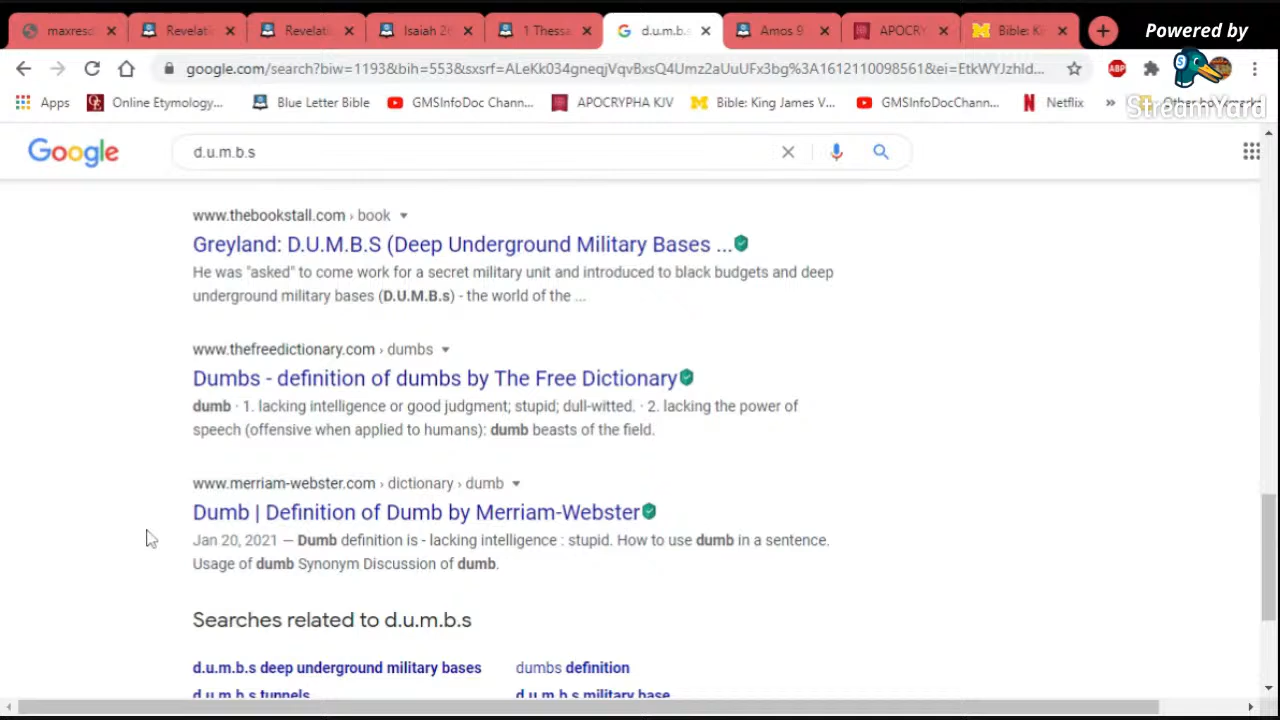 Powered by
maxresc
Revelati
Revelati
Isaiah 2
1 Thessa
d.u.m.b.s
Amos 9
APOCRY
Bible: Ki
google.com/search?biw=1193&bih=553&sxsrf=ALeKk034gneqjVqvBxsQ4Umz2aUuUFx3bg%3A1612110098561&ei=EtkWYJzhld...
ABP
Apps
Online Etymology...
Blue Letter Bible
GMSInfoDoc Chann...
APOCRYPHA KJV
Bible: King James V...
GMSInfoDocChann...
Netflix
»
StreamYard
Google
d.u.m.b.s
www.thebookstall.com › book
Greyland: D.U.M.B.S (Deep Underground Military Bases ...
He was "asked" to come work for a secret military unit and introduced to black budgets and deep
underground military bases (D.U.M.B.s) - the world of the ...
www.thefreedictionary.com › dumbs
Dumbs - definition of dumbs by The Free Dictionary
dumb · 1. lacking intelligence or good judgment; stupid; dull-witted. · 2. lacking the power of
speech (offensive when applied to humans): dumb beasts of the field.
www.merriam-webster.com › dictionary › dumb
Dumb | Definition of Dumb by Merriam-Webster
Jan 20, 2021 — Dumb definition is - lacking intelligence : stupid. How to use dumb in a sentence.
Usage of dumb Synonym Discussion of dumb.
Searches related to d.u.m.b.s
d.u.m.b.s deep underground military bases
dumbs definition
d.u.m.b.s tunnels
d.u.m.b.s military base